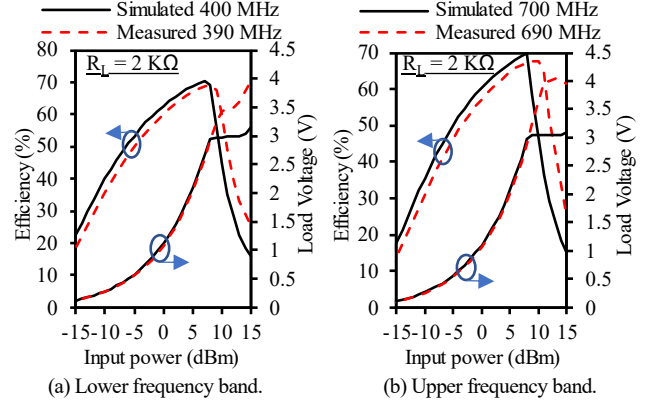 Simulated 400 MHz
Measured 390 MHz
Simulated 700 MHz
Measured 690 MHz
R_L = 2 KΩ
Efficiency (%)
80
70
60
50
40
30
20
10
0
Load Voltage (V)
4.5
4
3.5
3
2.5
2
1.5
1
0.5
0
-15 -10 -5 0 5 10 15
Input power (dBm)
(a) Lower frequency band.
R_L = 2 KΩ
Efficiency (%)
70
60
50
40
30
20
10
0
Load Voltage (V)
4.5
4
3.5
3
2.5
2
1.5
1
0.5
0
-15 -10 -5 0 5 10 15
Input power (dBm)
(b) Upper frequency band.